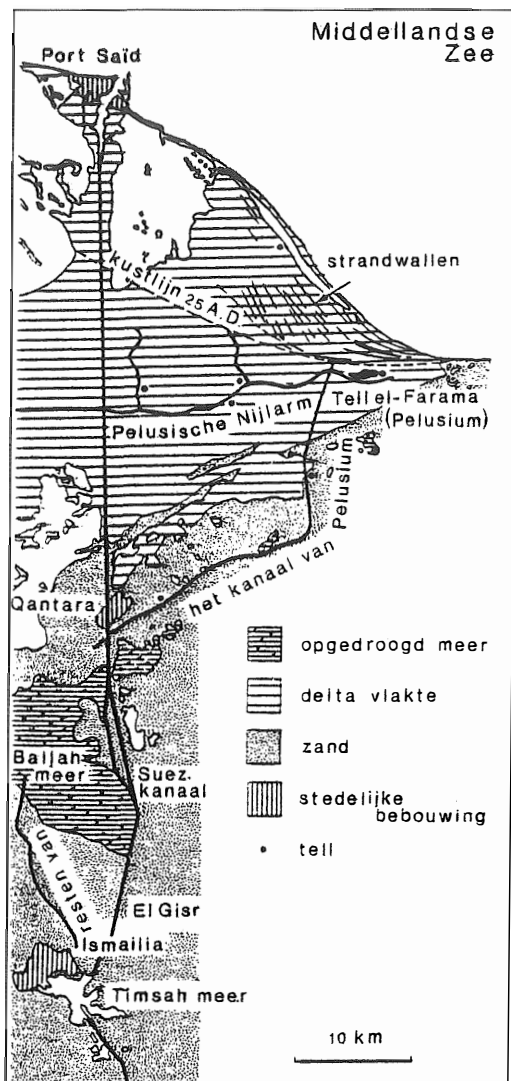 Middellandse
Zee
Port Saïd
strandwallen
kustlijn 25 A.D.
Tell el-Farama
(Pelusium)
Pelusische Nijlarm
het kanaal van Pelusium
Qantara
opgedroogd meer
delta vlakte
zand
stedelijke
bebouwing
tell
Ballah
meer
Suez.
kanaal
resten van
El Gisr
Ismailia
Timsah meer
10 km